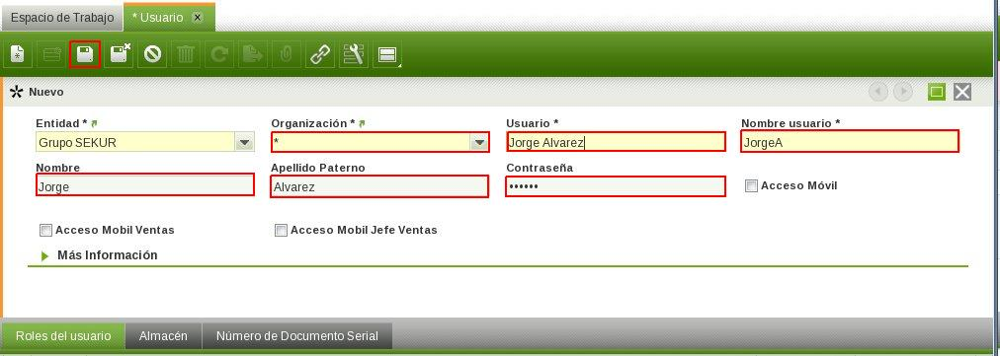 Espacio de Trabajo * Usuario x
Nuevo
Entidad * Organización * Usuario * Nombre usuario *
Grupo SEKUR * Jorge Alvarez JorgeA
Nombre Apellido Paterno Contraseña
Jorge Alvarez •••••• Acceso Móvil
Acceso Mobil Ventas Acceso Mobil Jefe Ventas
Más Información
Roles del usuario Almacén Número de Documento Serial